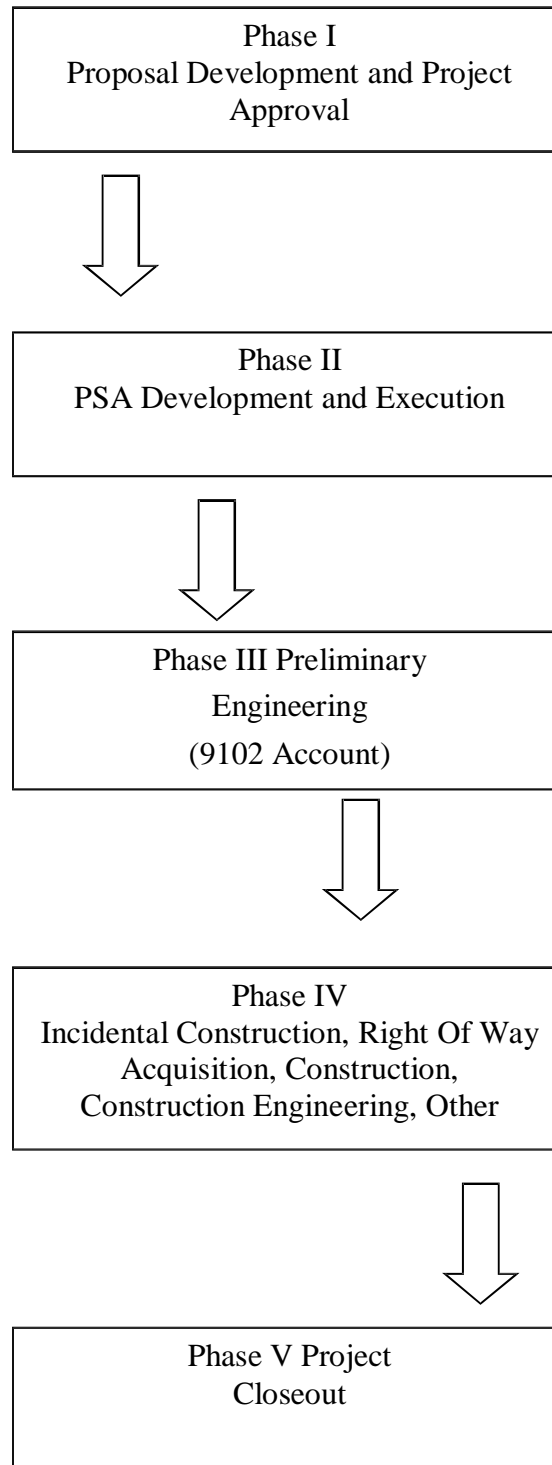 Phase I
Proposal Development and Project
Approval
Phase II
PSA Development and Execution
Phase III Preliminary
Engineering
(9102 Account)
Phase IV
Incidental Construction, Right Of Way
Acquisition, Construction,
Construction Engineering, Other
Phase V Project
Closeout